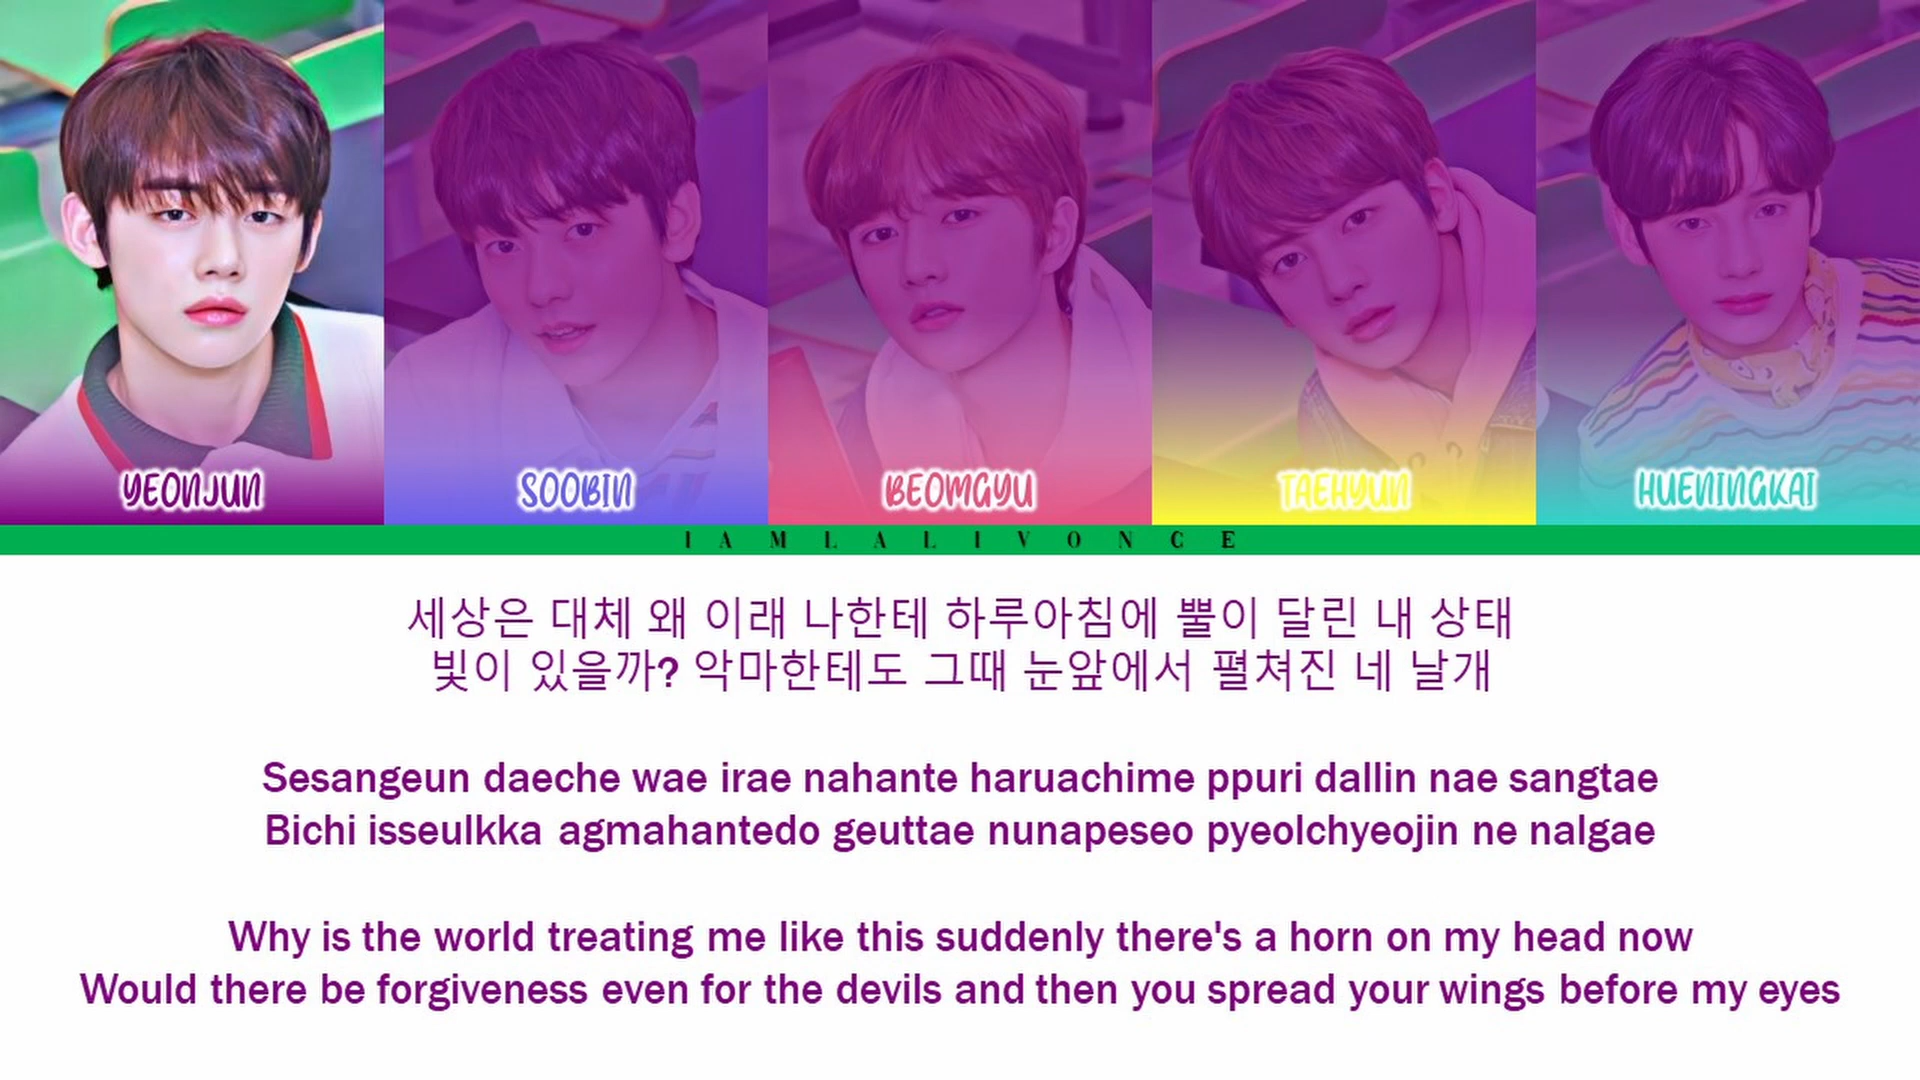 YEONJUN
SOOBIN
BEOMGYU
TAEHYUN
HUENINGKAI
IAMLALIVONCE
세상은 대체 왜 이래 나한테 하루아침에 뿔이 달린 내 상태
빛이 있을까? 악마한테도 그때 눈앞에서 펼쳐진 네 날개
Sesangeun daeche wae irae nahante haruachime ppuri dallin nae sangtae
Bichi isseulkka agmahantedo geuttae nunapeseo pyeolchyeojin ne nalgae
Why is the world treating me like this suddenly there's a horn on my head now
Would there be forgiveness even for the devils and then you spread your wings before my eyes